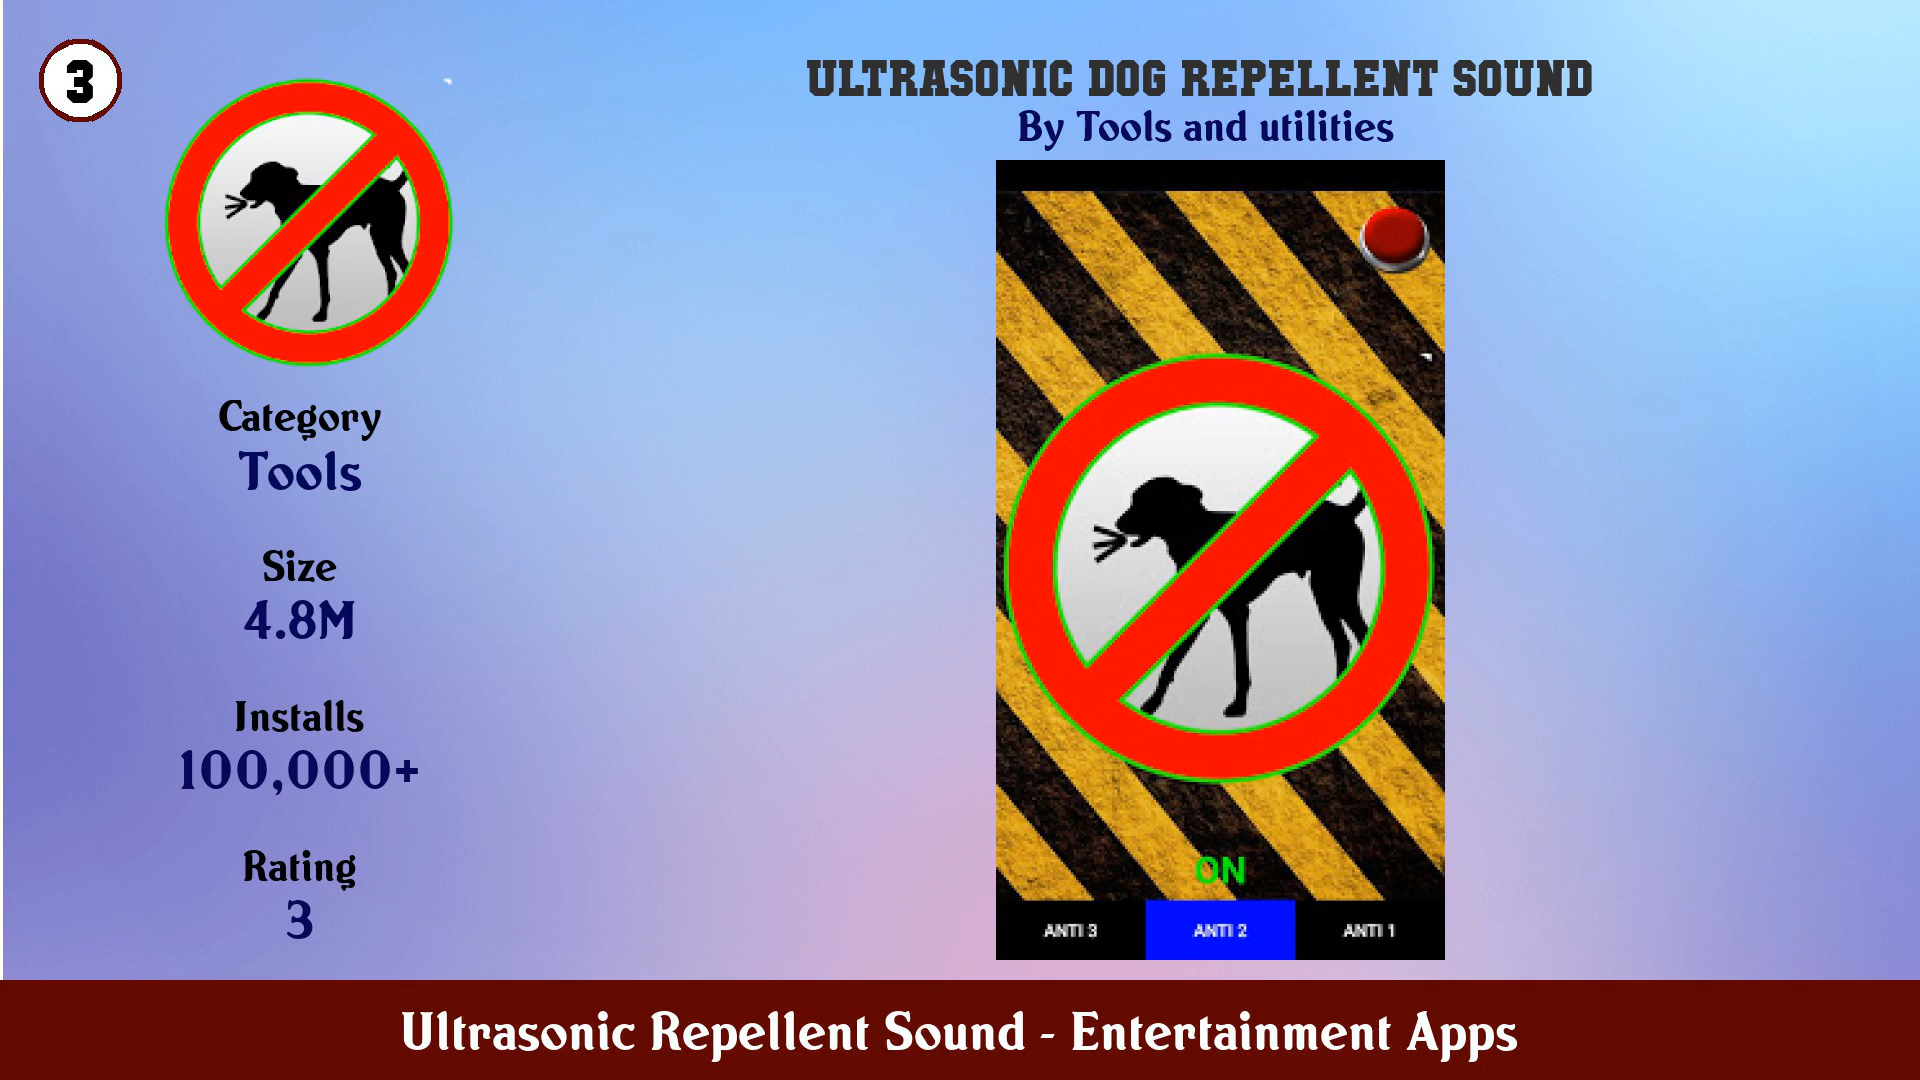 3
ULTRASONIC DOG REPELLENT SOUND
By Tools and utilities
Category
Tools
Size
4.8M
Installs
100,000+
Rating
3
ON
ANTI 3
ANTI 2
ANTI 1
Ultrasonic Repellent Sound - Entertainment Apps